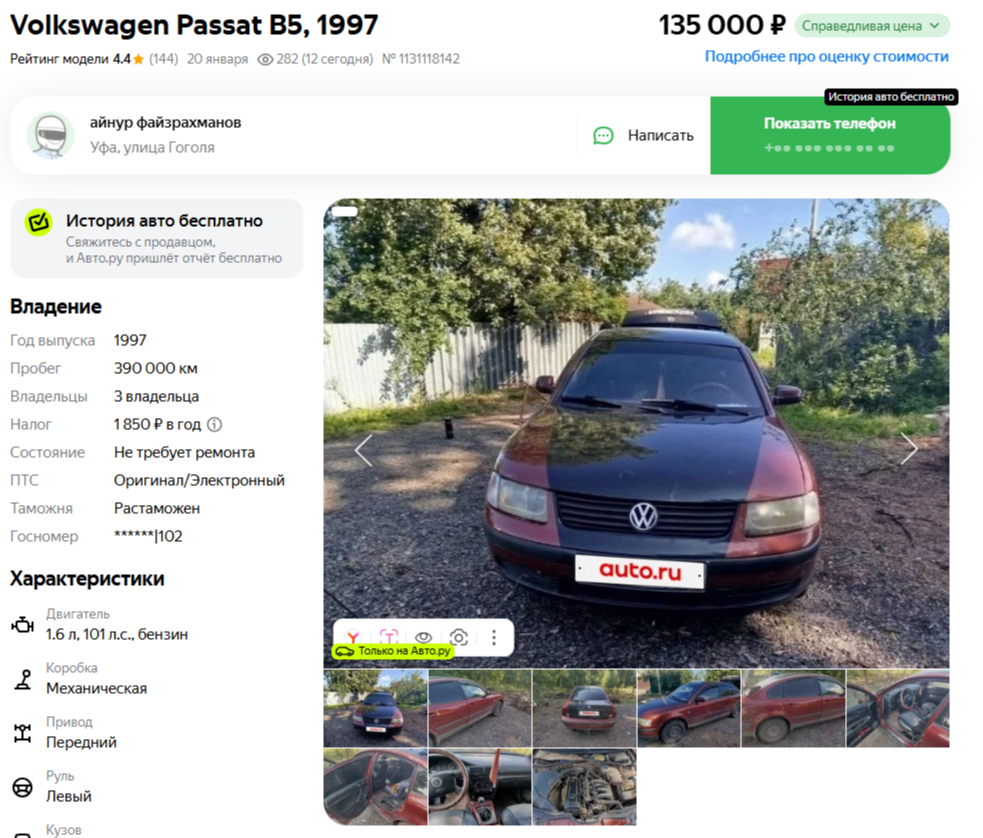 Volkswagen Passat B5, 1997
135 000 ₽ Справедливая цена
Рейтинг модели 4.4 (144) 20 января 282 (12 сегодня) № 1131118142
Подробнее про оценку стоимости
История авто бесплатно
айнур файзрахманов
Уфа, улица Гоголя
Написать
Показать телефон
+•• ••• ••• •• ••
История авто бесплатно
Свяжитесь с продавцом,
и Авто.ру пришлёт отчёт бесплатно
Владение
Год выпуска 1997
Пробег 390 000 км
Владельцы 3 владельца
Налог 1 850 ₽ в год
Состояние Не требует ремонта
ПТС Оригинал/Электронный
Таможня Растаможен
Госномер ******|102
Характеристики
Двигатель
1.6 л, 101 л.с., бензин
Коробка
Механическая
Привод
Передний
Руль
Левый
Кузов
auto.ru
Только на Авто.ру